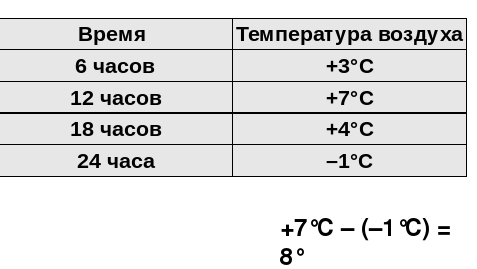 Время Температура воздуха
6 часов +3°С
12 часов +7°С
18 часов +4°С
24 часа –1°С
+7°С – (–1°С) =
8°